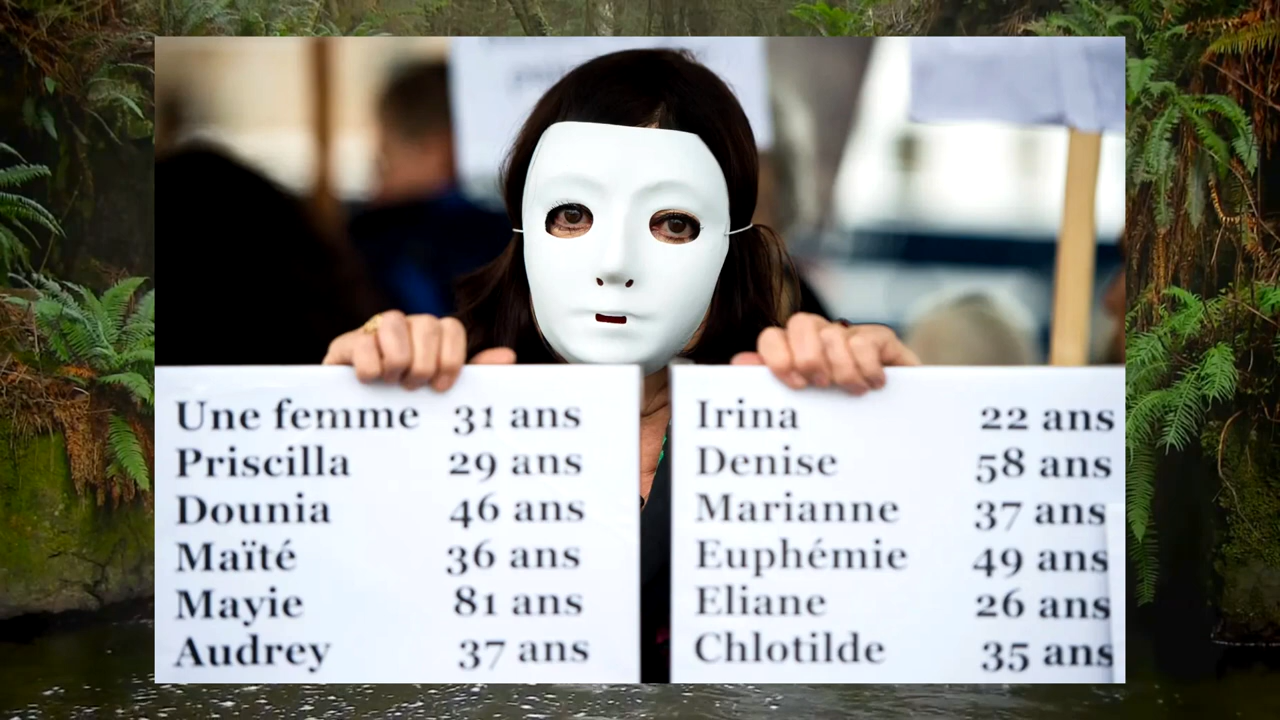 Une femme 31 ans
Priscilla 29 ans
Dounia 46 ans
Maïté 36 ans
Mayie 81 ans
Audrey 37 ans
Irina 22 ans
Denise 58 ans
Marianne 37 ans
Euphémie 49 ans
Eliane 26 ans
Chlotilde 35 ans